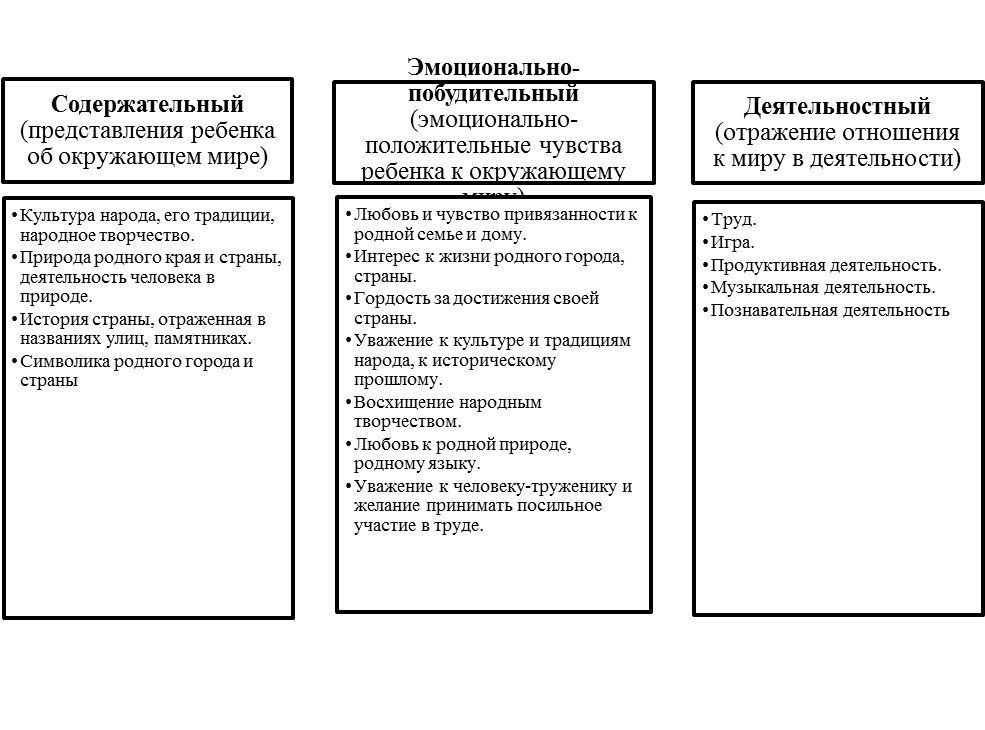 Содержательный
(представления ребенка
об окружающем мире)
• Культура народа, его традиции,
народное творчество.
• Природа родного края и страны,
деятельность человека в
природе.
• История страны, отраженная в
названиях улиц, памятниках.
• Символика родного города и
страны
Эмоционально-
побудительный
(эмоционально-
положительные чувства
ребенка к окружающему
миру)
• Любовь и чувство привязанности к
родной семье и дому.
• Интерес к жизни родного города,
страны.
• Гордость за достижения своей
страны.
• Уважение к культуре и традициям
народа, к историческому
прошлому.
• Восхищение народным
творчеством.
• Любовь к родной природе,
родному языку.
• Уважение к человеку-труженику и
желание принимать посильное
участие в труде.
Деятельностный
(отражение отношения
к миру в деятельности)
• Труд.
• Игра.
• Продуктивная деятельность.
• Музыкальная деятельность.
• Познавательная деятельность